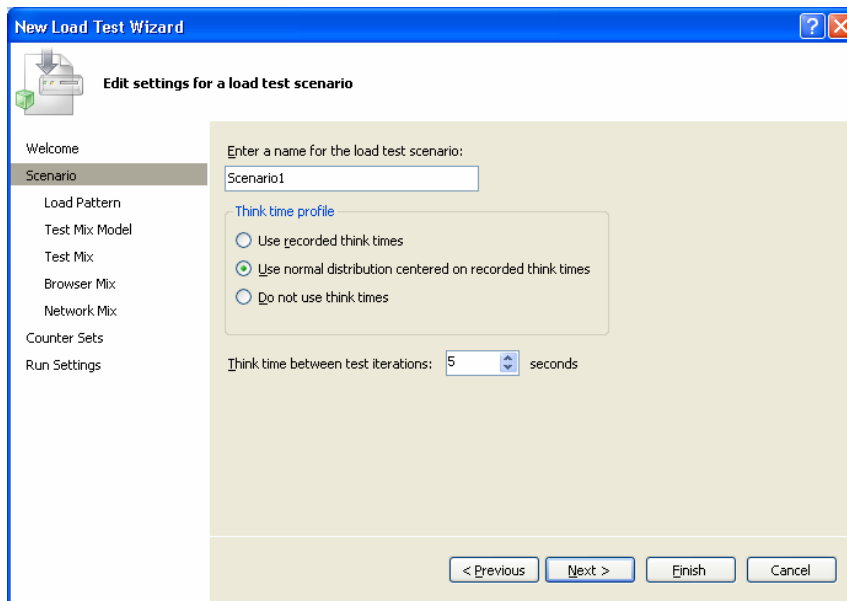 New Load Test Wizard
Edit settings for a load test scenario
Welcome
Scenario
Load Pattern
Test Mix Model
Test Mix
Browser Mix
Network Mix
Counter Sets
Run Settings
Enter a name for the load test scenario:
Scenario1
Think time profile
Use recorded think times
Use normal distribution centered on recorded think times
Do not use think times
Think time between test iterations: 5 seconds
< Previous Next > Finish Cancel